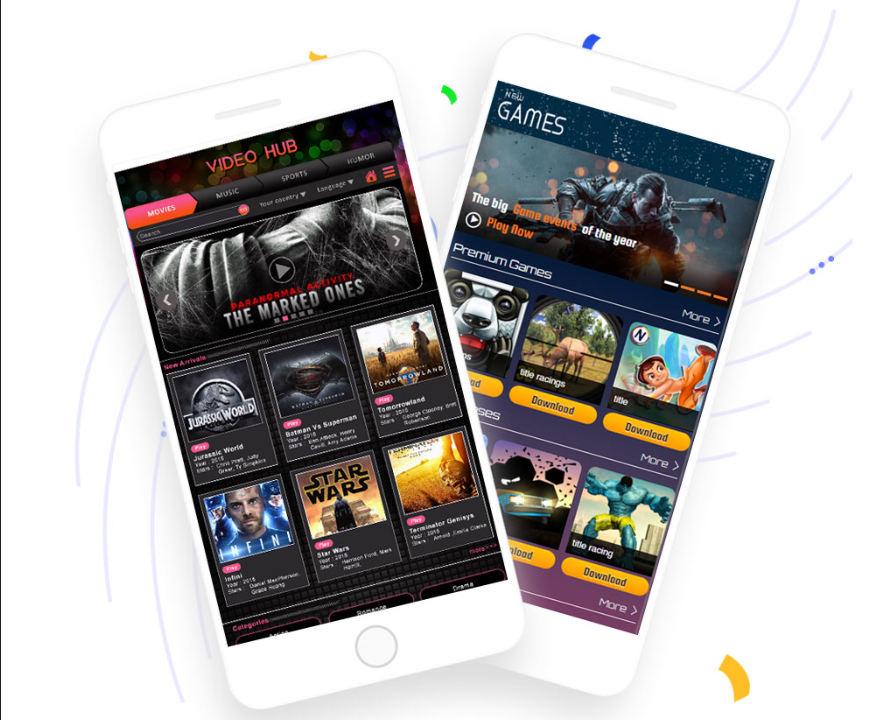 VIDEO HUB
MOVIES
MUSIC
SPORTS
HUMOR
Search
GO
Your country
Language
PARANORMAL ACTIVITY
THE MARKED ONES
New Arrivals
JURASSIC WORLD
Play
Jurassic World
Year : 2015
Stars : Chris Pratt, Judy
Greer, Ty Simpkins
Play
Batman Vs Superman
Year : 2015
Stars : Ben Affleck, Henry
Cavill, Amy Adams
TOMORROWLAND
Play
Tomorrowland
Year : 2015
Stars : George Clooney, Britt
Robertson
INFINI
Play
Infini
Year : 2015
Stars : Daniel MacPherson,
Grace Huang
STAR
WARS
Play
Star Wars
Year : 2015
Stars : Harrison Ford, Mark
Hamill,
Play
Terminator Genisys
Year : 2015
Stars : Arnold, Emilia Clarke
more>>>
Categories
Action
Romance
Drama
NEW
GAMES
The big Game events of the year
Play Now
Premium Games
More >
title racings
Download
N
title
Download
More >
title racing
Download
More >